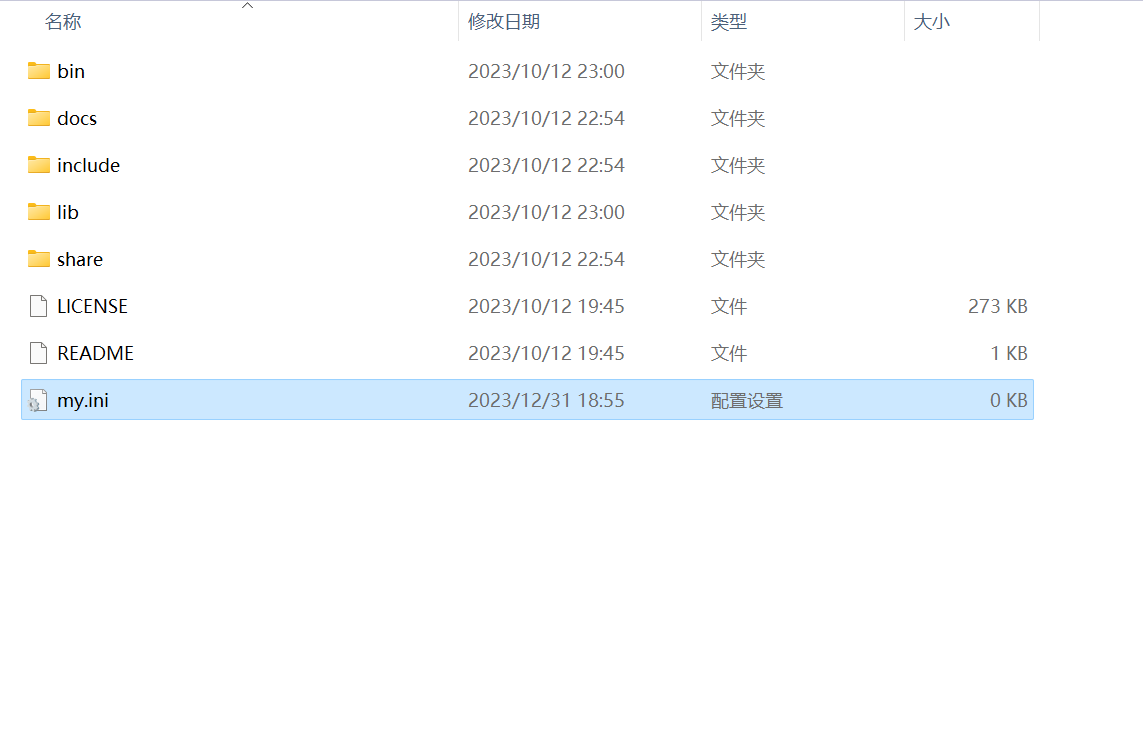 名称 修改日期 类型 大小
bin 2023/10/12 23:00 文件夹
docs 2023/10/12 22:54 文件夹
include 2023/10/12 22:54 文件夹
lib 2023/10/12 23:00 文件夹
share 2023/10/12 22:54 文件夹
LICENSE 2023/10/12 19:45 文件 273 KB
README 2023/10/12 19:45 文件 1 KB
my.ini 2023/12/31 18:55 配置设置 0 KB